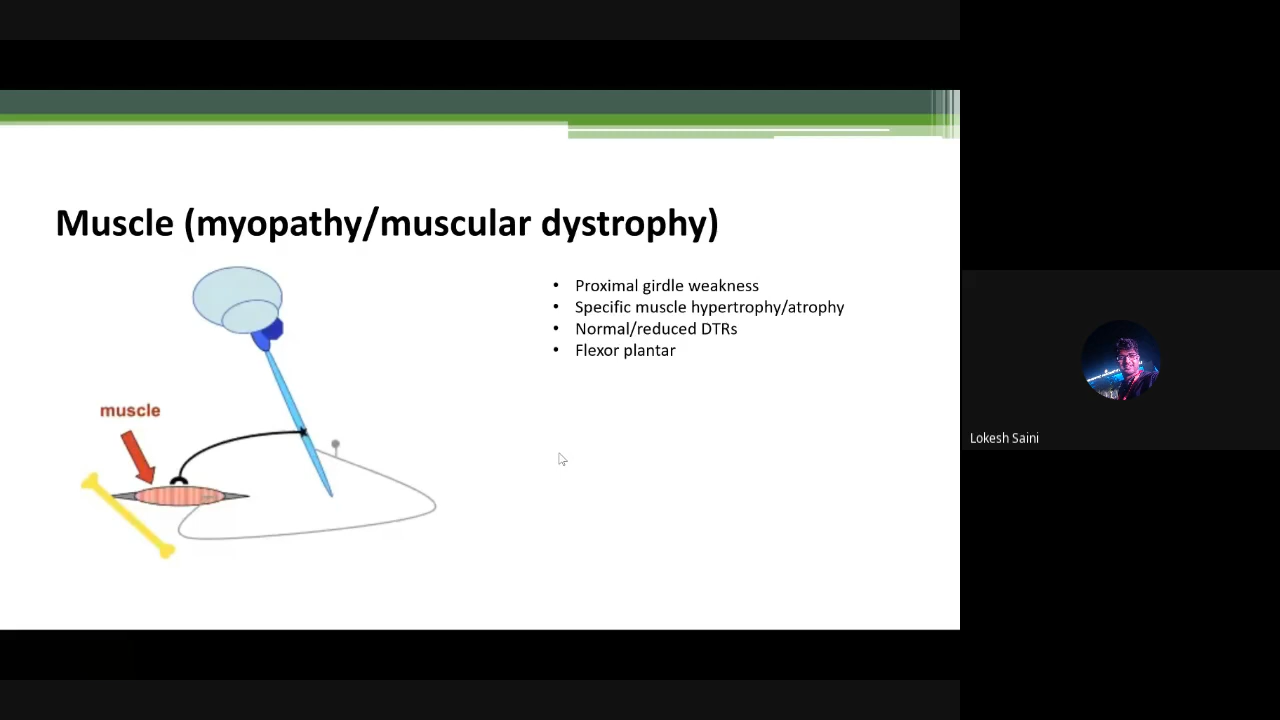 Muscle (myopathy/muscular dystrophy)
• Proximal girdle weakness
• Specific muscle hypertrophy/atrophy
• Normal/reduced DTRs
• Flexor plantar
muscle
Lokesh Saini